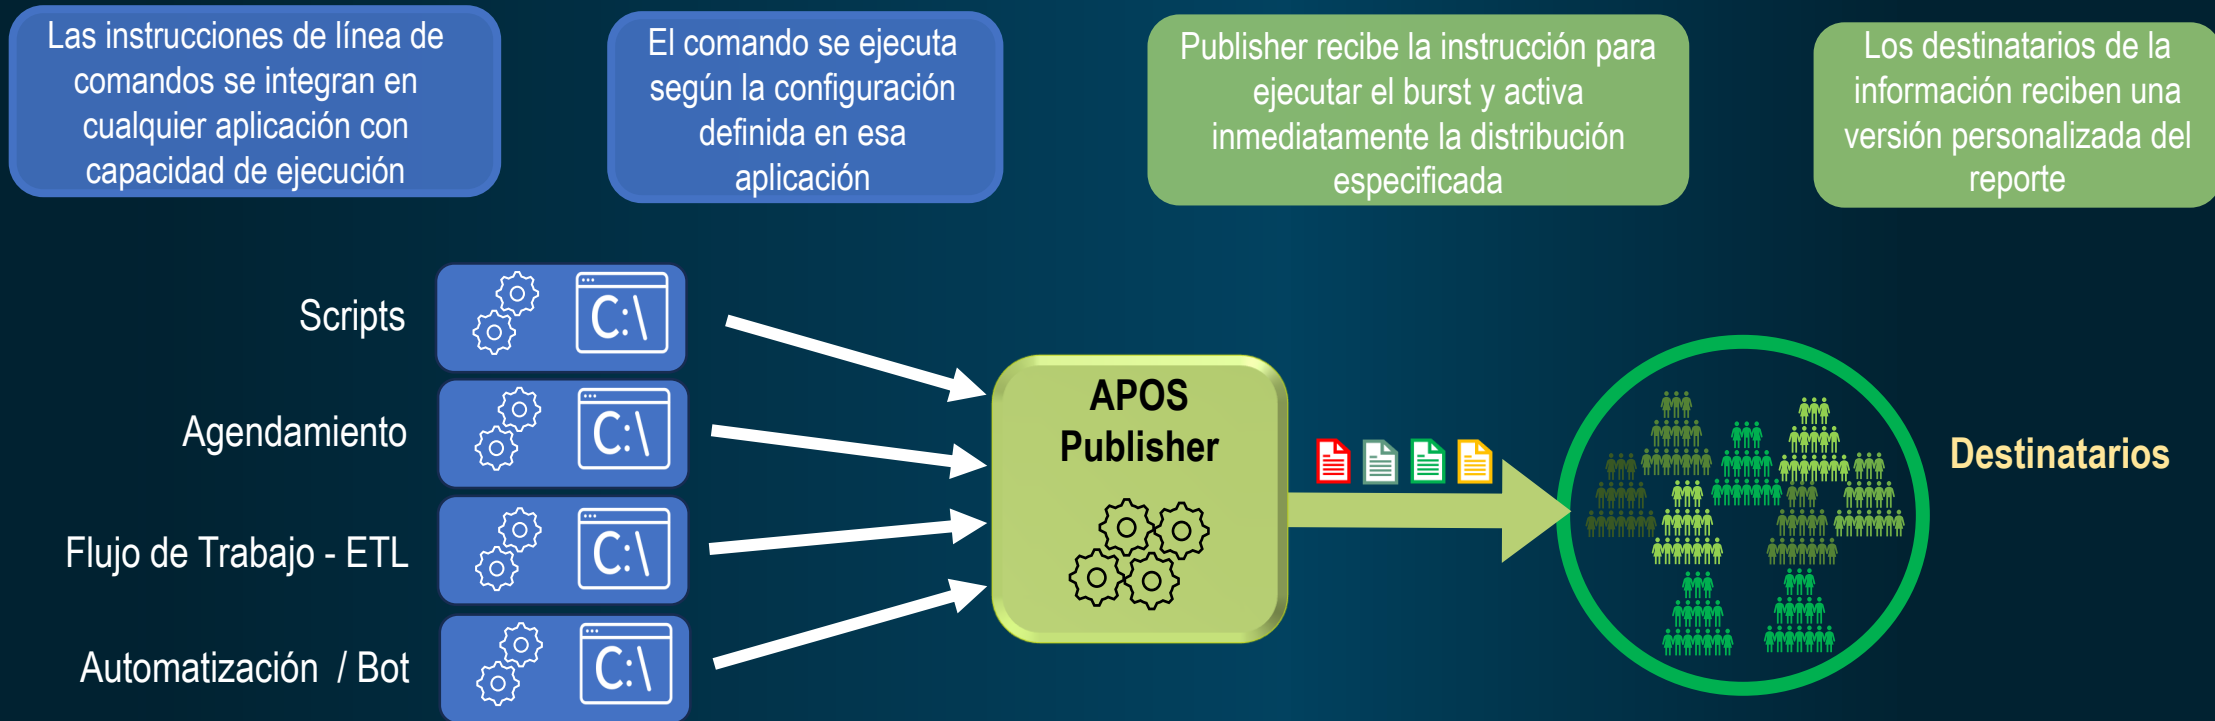 Las instrucciones de línea de
comandos se integran en
cualquier aplicación con
capacidad de ejecución
El comando se ejecuta
según la configuración
definida en esa
aplicación
Publisher recibe la instrucción para
ejecutar el burst y activa
inmediatamente la distribución
especificada
Los destinatarios de la
información reciben una
versión personalizada del
reporte
Scripts
C:\
Agendamiento
C:\
Flujo de Trabajo - ETL
C:\
Automatización / Bot
C:\
APOS
Publisher
Destinatarios